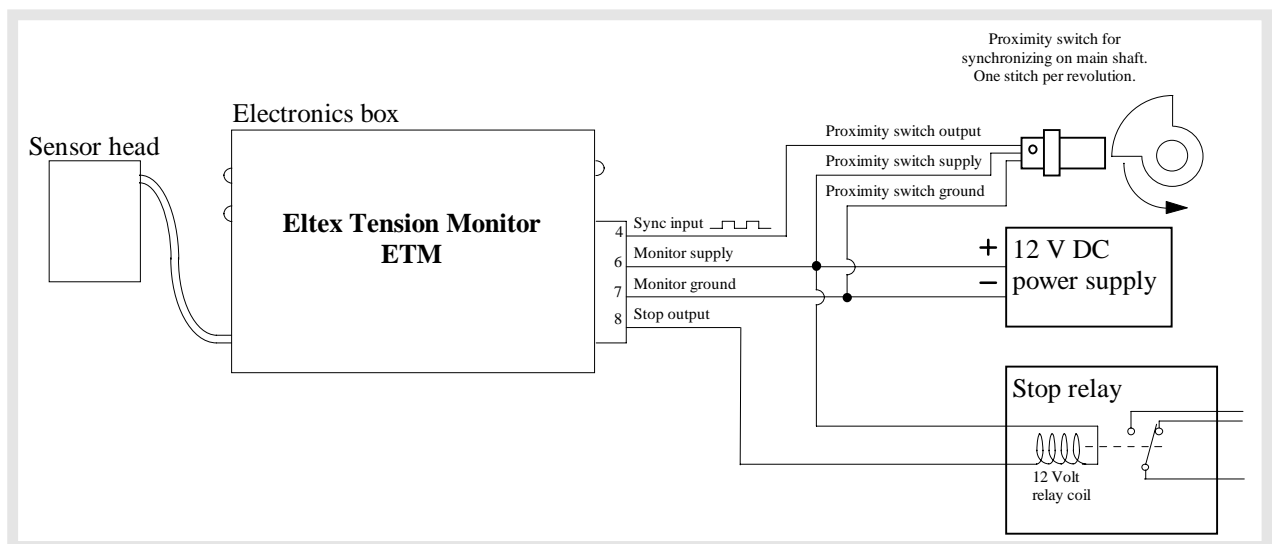 Proximity switch for
synchronizing on main shaft.
One stitch per revolution.
Electronics box
Sensor head
Eltex Tension Monitor
ETM
Proximity switch output
Proximity switch supply
Proximity switch ground
4 Sync input
6 Monitor supply
7 Monitor ground
8 Stop output
+ 12 V DC
− power supply
Stop relay
12 Volt
relay coil